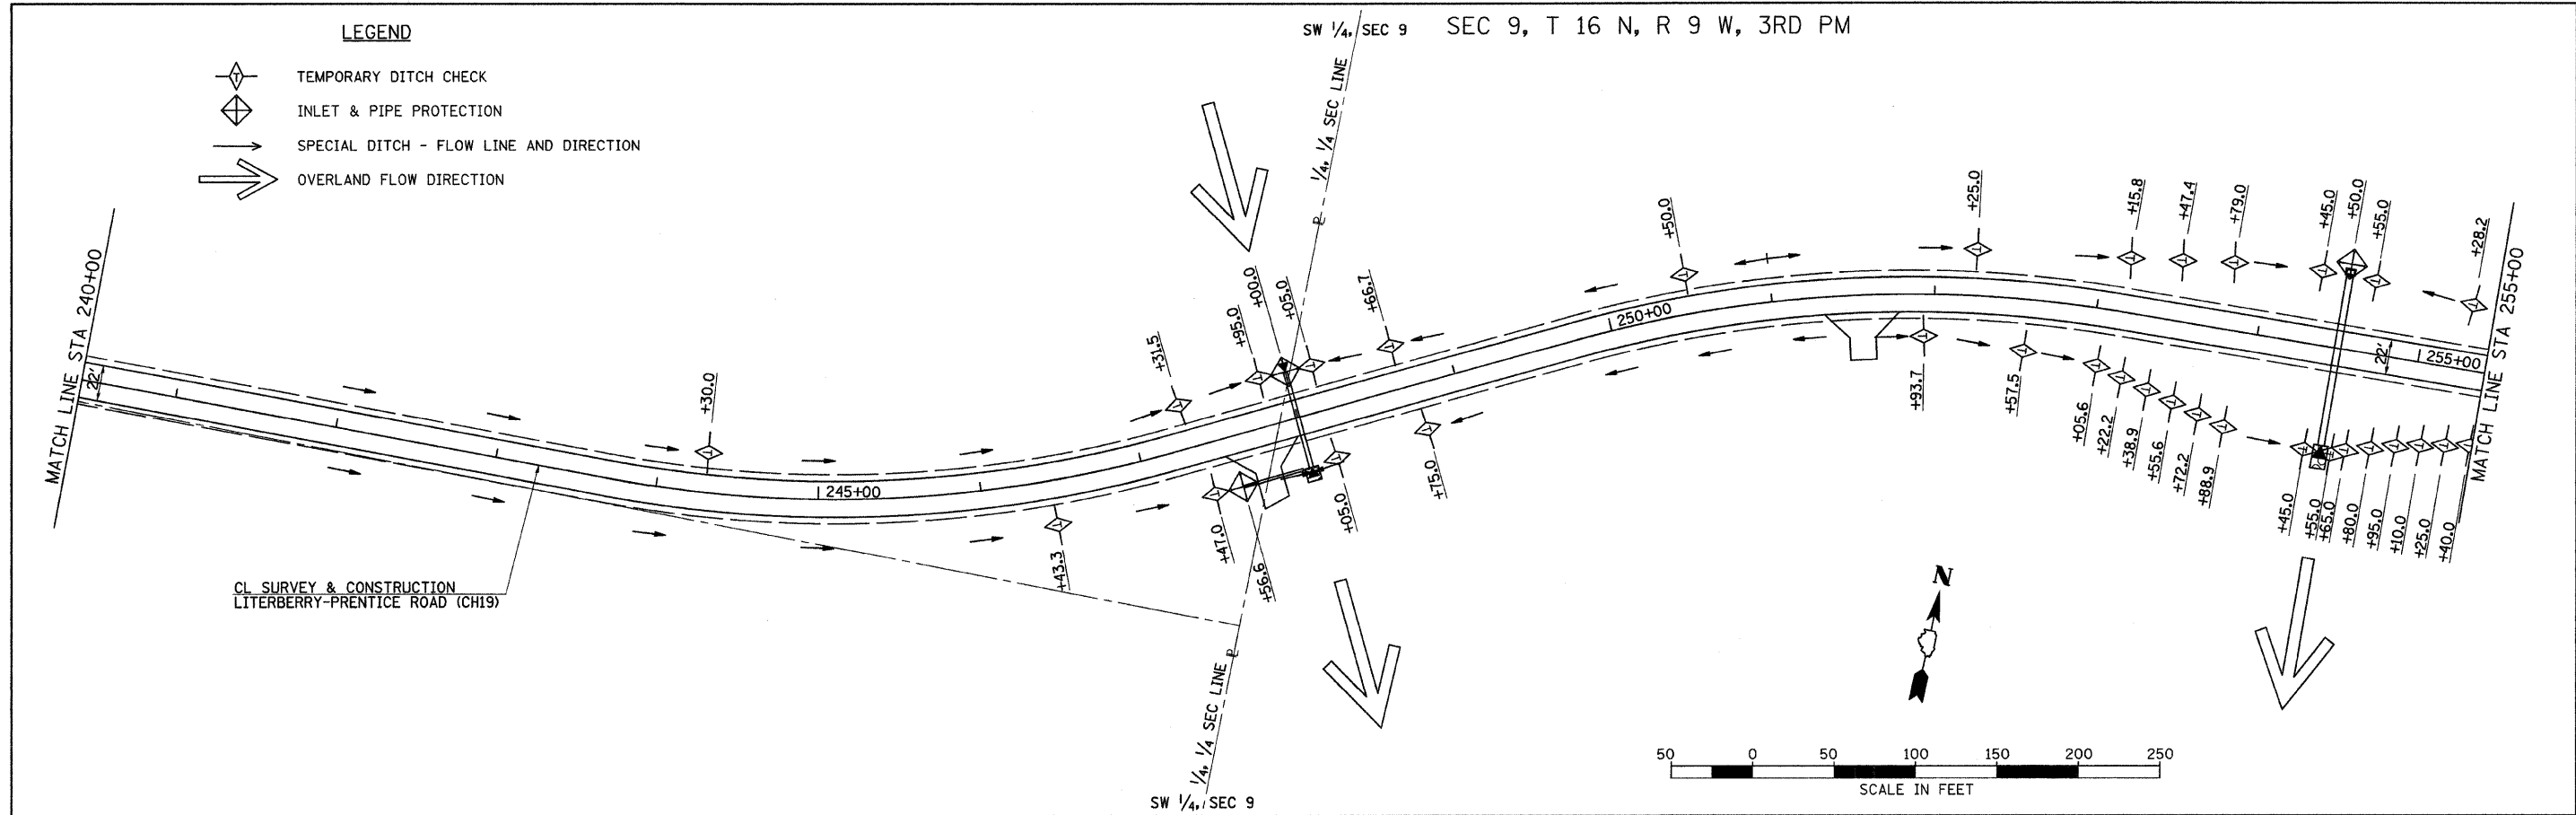 LEGEND
T TEMPORARY DITCH CHECK
INLET & PIPE PROTECTION
SPECIAL DITCH - FLOW LINE AND DIRECTION
OVERLAND FLOW DIRECTION
SW 1/4, SEC 9
SEC 9, T 16 N, R 9 W, 3RD PM
1/4, 1/4 SEC LINE
MATCH LINE STA 240+00
22'
+30.0
+31.5
+95.0
+00.0
+05.0
+66.7
+50.0
+25.0
+15.8
+47.4
+79.0
+45.0
+50.0
+55.0
+28.2
MATCH LINE STA 255+00
245+00
250+00
255+00
22'
CL SURVEY & CONSTRUCTION
LITERBERRY-PRENTICE ROAD (CH19)
+43.3
+47.0
+56.6
+05.0
+75.0
+93.7
+57.5
+05.6
+22.2
+38.9
+55.6
+72.2
+88.9
+45.0
+55.0
+65.0
+80.0
+95.0
+10.0
+25.0
+40.0
1/4, 1/4 SEC LINE
SW 1/4, SEC 9
N
50 0 50 100 150 200 250
SCALE IN FEET